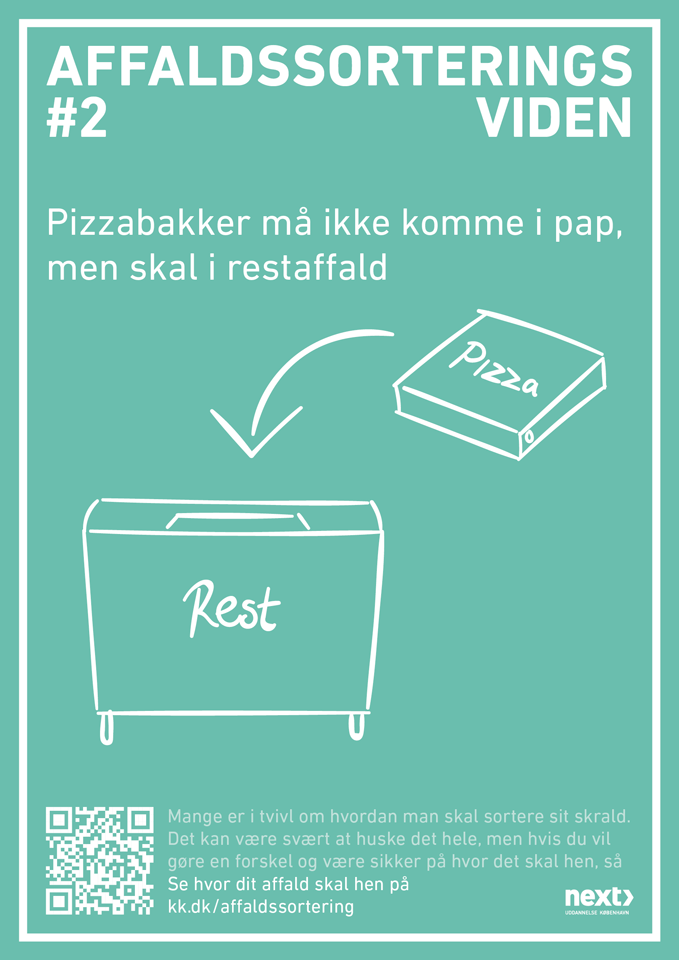 AFFALDSSORTERINGS
#2 VIDEN
Pizzabakker må ikke komme i pap,
men skal i restaffald
Pizza
Rest
Mange er i tvivl om hvordan man skal sortere sit skrald.
Det kan være svært at huske det hele, men hvis du vil
gøre en forskel og være sikker på hvor det skal hen, så
Se hvor dit affald skal hen på
kk.dk/affaldssortering
next
UDDANNELSE KØBENHAVN